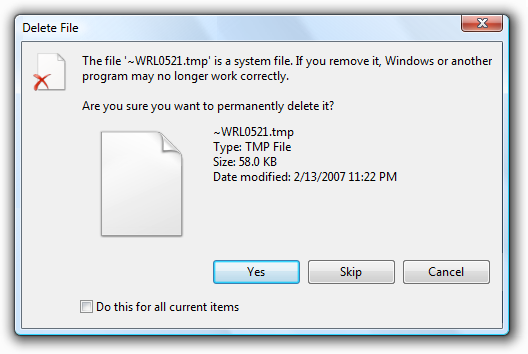 Delete File
The file '~WRL0521.tmp' is a system file. If you remove it, Windows or another
program may no longer work correctly.
Are you sure you want to permanently delete it?
~WRL0521.tmp
Type: TMP File
Size: 58.0 KB
Date modified: 2/13/2007 11:22 PM
Yes Skip Cancel
Do this for all current items